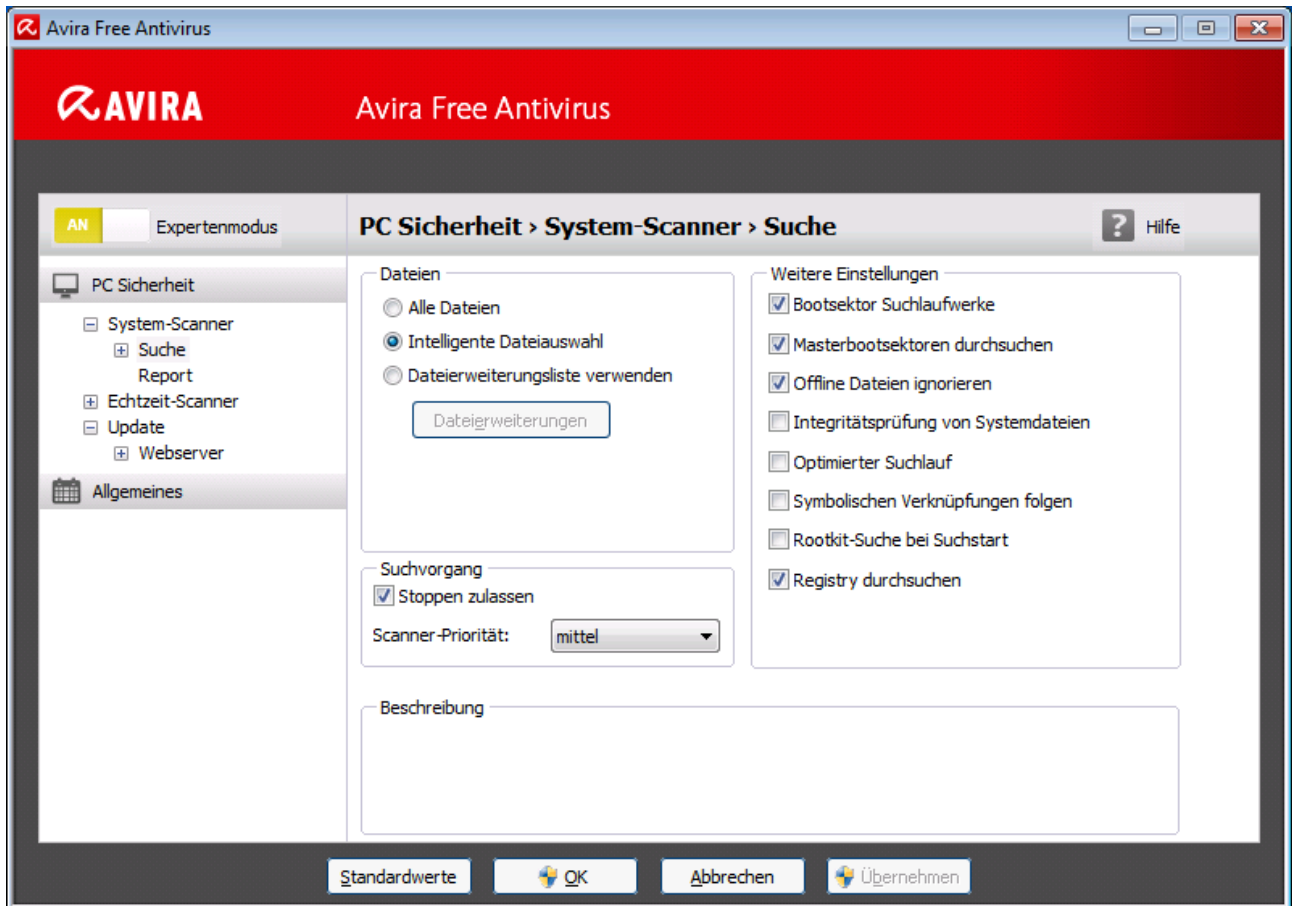 Avira Free Antivirus
AVIRA
Avira Free Antivirus
AN
Expertenmodus
PC Sicherheit › System-Scanner › Suche
? Hilfe
PC Sicherheit
System-Scanner
Suche
Report
Echtzeit-Scanner
Update
Webserver
Allgemeines
Dateien
Alle Dateien
Intelligente Dateiauswahl
Dateierweiterungsliste verwenden
Dateierweiterungen
Suchvorgang
Stoppen zulassen
Scanner-Priorität:
mittel
Weitere Einstellungen
Bootsektor Suchlaufwerke
Masterbootsektoren durchsuchen
Offline Dateien ignorieren
Integritätsprüfung von Systemdateien
Optimierter Suchlauf
Symbolischen Verknüpfungen folgen
Rootkit-Suche bei Suchstart
Registry durchsuchen
Beschreibung
Standardwerte
OK
Abbrechen
Übernehmen